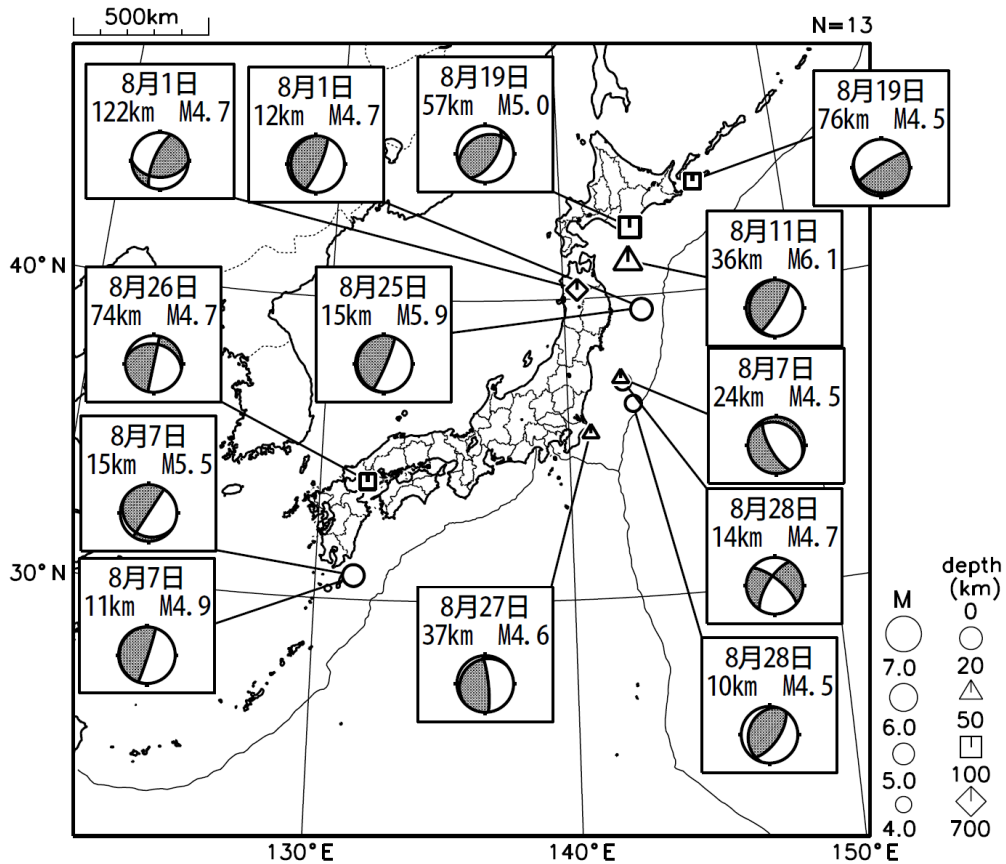 500km
N=13
8月1日
122km M4.7
8月1日
12km M4.7
8月19日
57km M5.0
8月19日
76km M4.5
8月11日
36km M6.1
40°N
8月26日
74km M4.7
8月25日
15km M5.9
8月7日
24km M4.5
8月7日
15km M5.5
8月28日
14km M4.7
30°N
8月7日
11km M4.9
8月27日
37km M4.6
8月28日
10km M4.5
M
7.0
6.0
5.0
4.0
depth
(km)
0
20
50
100
700
130°E
140°E
150°E